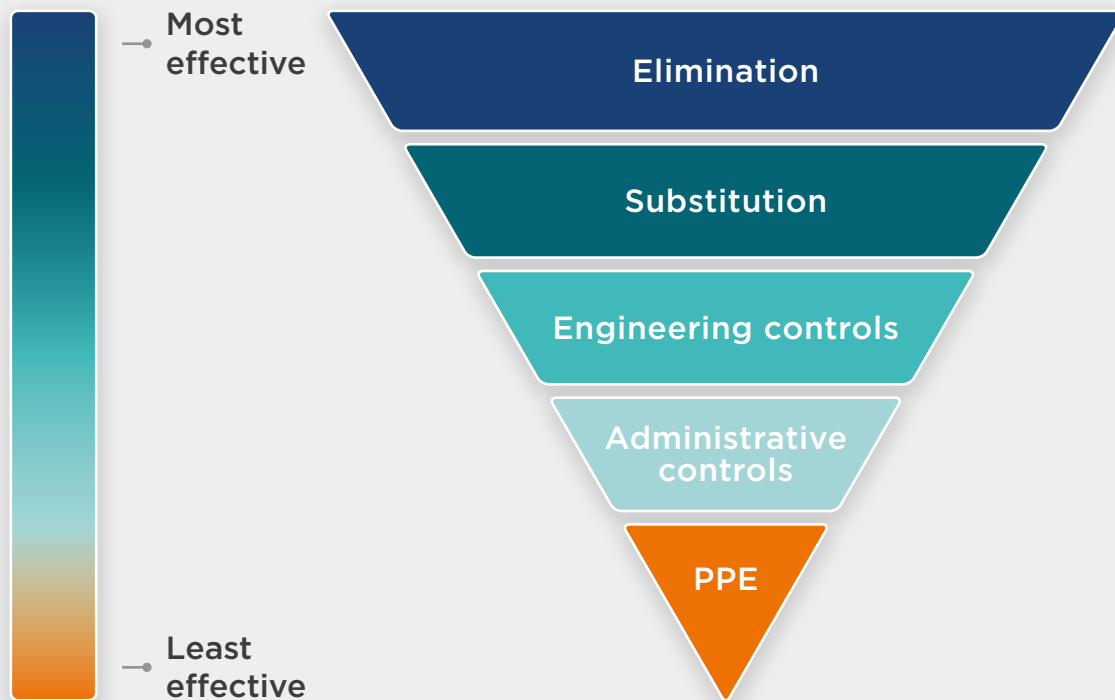 Most
effective
Elimination
Substitution
Engineering controls
Administrative
controls
PPE
Least
effective